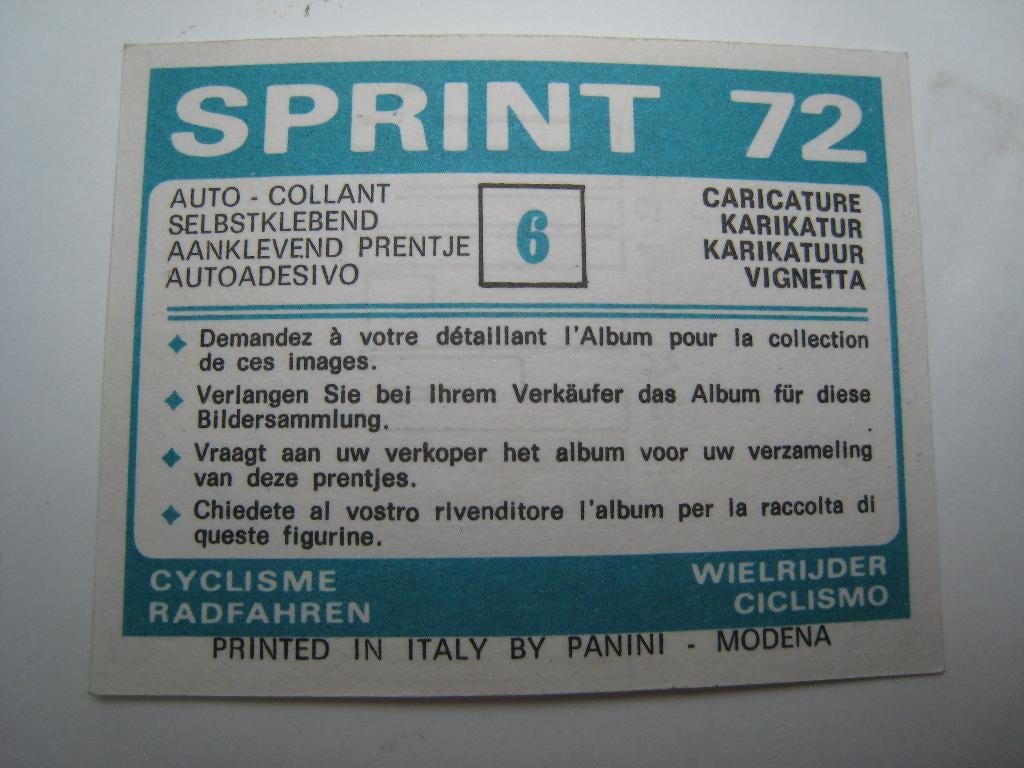 SPRINT 72
AUTO - COLLANT
SELBSTKLEBEND
AANKLEVEND PRENTJE
AUTOADESIVO
6
CARICATURE
KARIKATUR
KARIKATUUR
VIGNETTA
Demandez à votre détaillant l'Album pour la collection
de ces images.
Verlangen Sie bei Ihrem Verkäufer das Album für diese
Bildersammlung.
Vraagt aan uw verkoper het album voor uw verzameling
van deze prentjes.
Chiedete al vostro rivenditore l'album per la raccolta di
queste figurine.
CYCLISME
RADFAHREN
WIELRIJDER
CICLISMO
PRINTED IN ITALY BY PANINI - MODENA